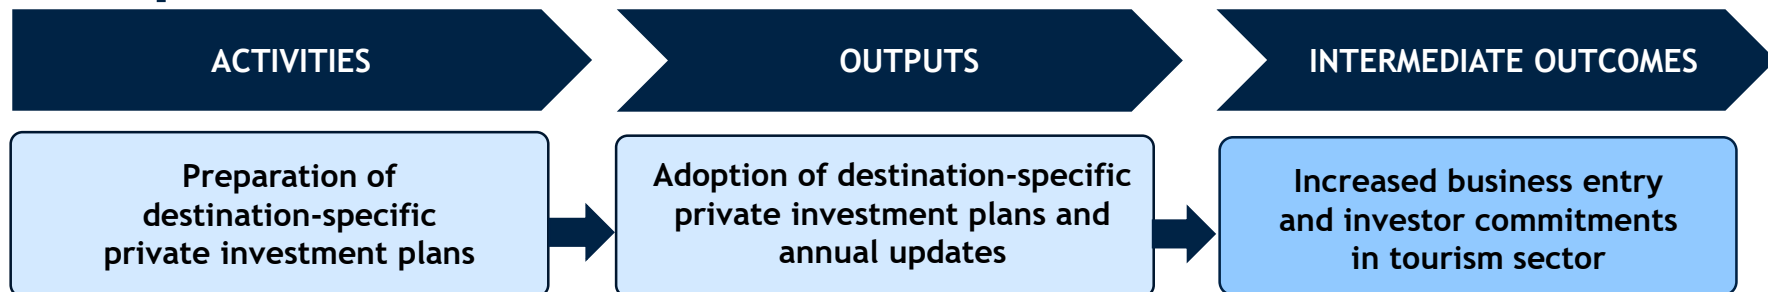 ACTIVITIES
OUTPUTS
INTERMEDIATE OUTCOMES
Preparation of
destination-specific
private investment plans
Adoption of destination-specific
private investment plans and
annual updates
Increased business entry
and investor commitments
in tourism sector